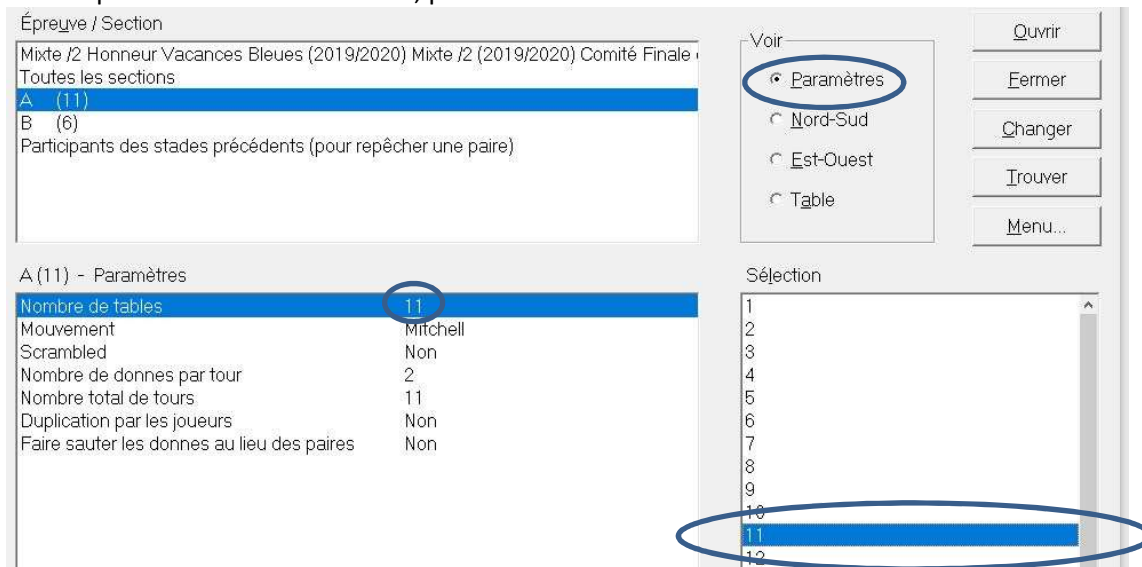 Épreuve / Section
Mixte /2 Honneur Vacances Bleues (2019/2020) Mixte /2 (2019/2020) Comité Finale
Toutes les sections
A (11)
B (6)
Participants des stades précédents (pour repêcher une paire)
Voir
Paramètres
Nord-Sud
Est-Ouest
Table
Ouvrir
Fermer
Changer
Trouver
Menu...
A (11) - Paramètres
Nombre de tables 11
Mouvement Mitchell
Scrambled Non
Nombre de donnes par tour 2
Nombre total de tours 11
Duplication par les joueurs Non
Faire sauter les donnes au lieu des paires Non
Sélection
1
2
3
4
5
6
7
8
9
10
11
12